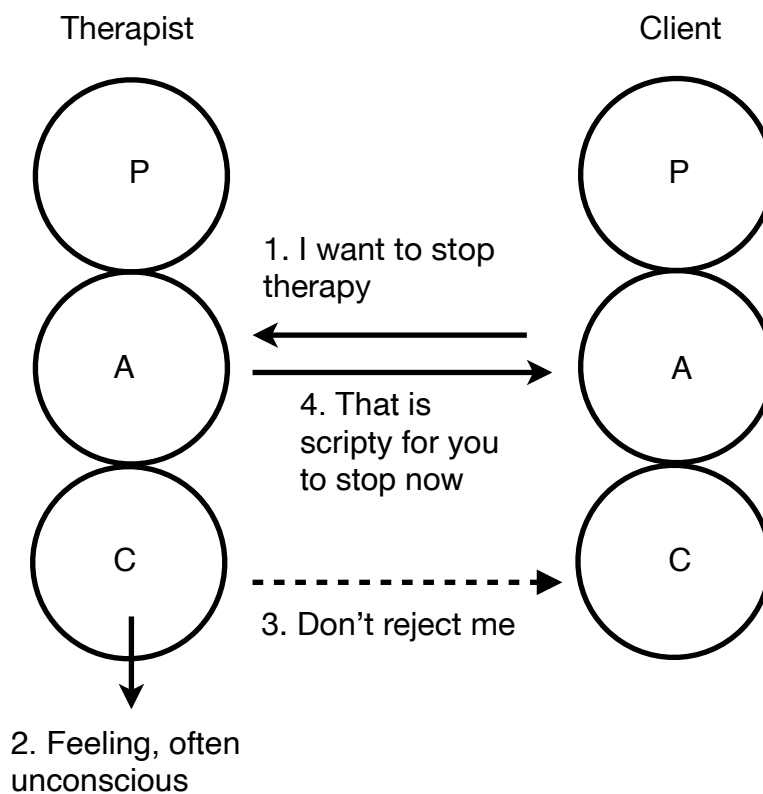 Therapist
Client
P
P
1. I want to stop
therapy
A
A
4. That is
scripty for you
to stop now
C
C
3. Don’t reject me
2. Feeling, often
unconscious